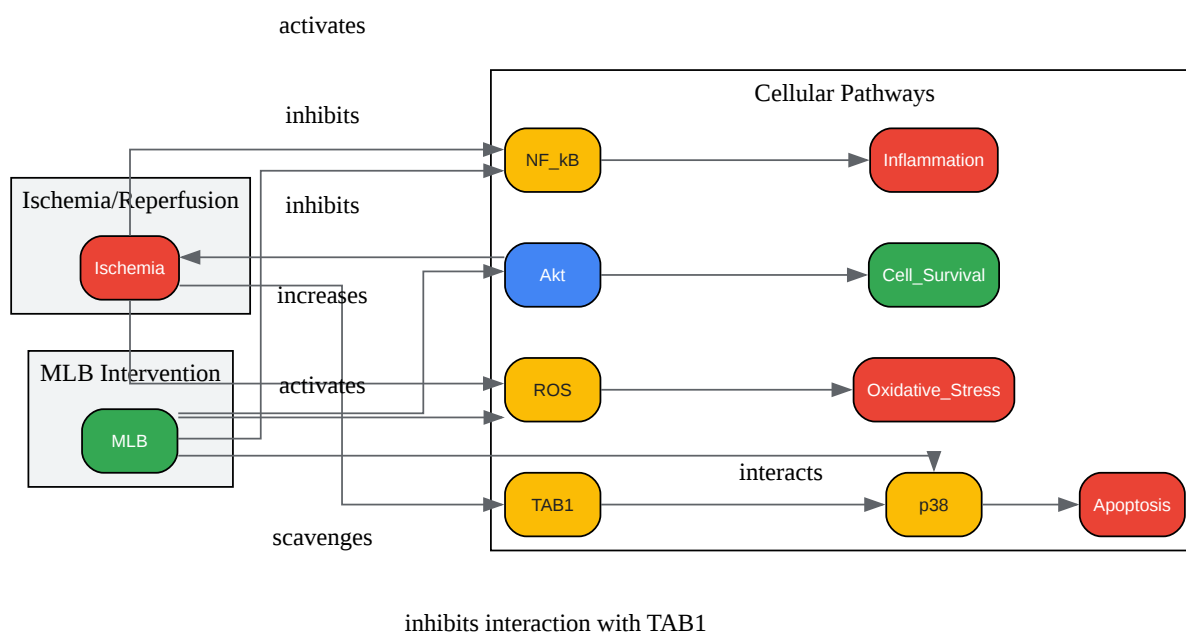 activates
Cellular Pathways
inhibits
NF_kB
Inflammation
Ischemia/Reperfusion
inhibits
Ischemia
Akt
Cell_Survival
increases
MLB Intervention
activates
ROS
Oxidative_Stress
MLB
interacts
TAB1
p38
Apoptosis
scavenges
inhibits interaction with TAB1